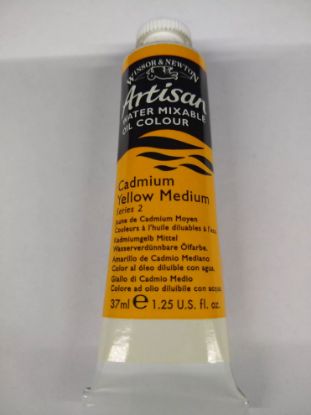 WINSOR & NEWTON
Artisan
WATER MIXABLE
OIL COLOUR
Cadmium
Yellow Medium
Series 2
Jaune de Cadmium Moyen
Couleurs à l'huile diluables à l'eau
Kadmiumgelb Mittel
Wasserverdünnbare Ölfarbe.
Amarillo de Cadmio Mediano
Color al óleo diluible con agua.
Giallo di Cadmio Medio
Colore ad olio diluibile con acqua
37ml e 1.25 U.S. fl. oz.